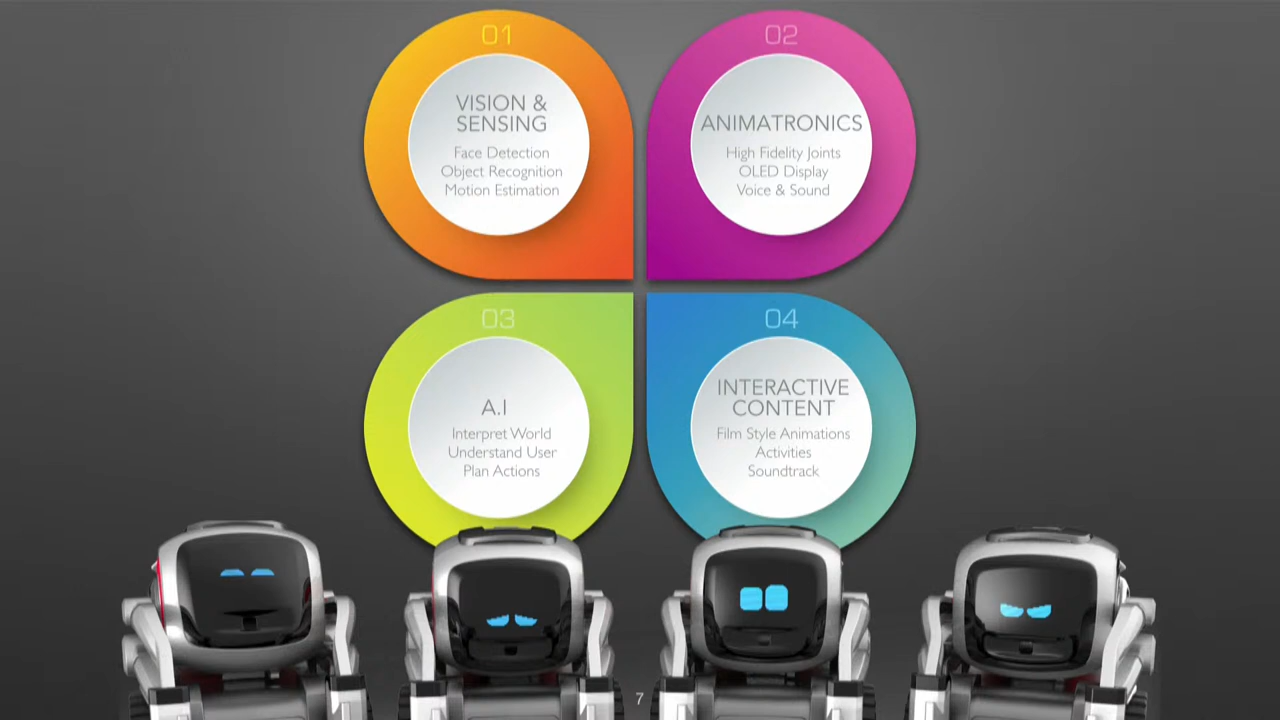 01
VISION &
SENSING
Face Detection
Object Recognition
Motion Estimation
02
ANIMATRONICS
High Fidelity Joints
OLED Display
Voice & Sound
03
A.I
Interpret World
Understand User
Plan Actions
04
INTERACTIVE
CONTENT
Film Style Animations
Activities
Soundtrack
7